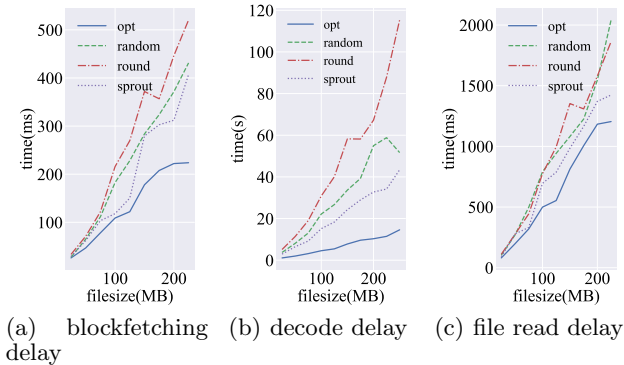 500
400
300
200
100
time(ms)
opt
random
round
sprout
100
200
filesize(MB)
120
100
80
60
40
20
0
time(s)
opt
random
round
sprout
100
200
filesize(MB)
2000
1500
1000
500
0
time(ms)
opt
random
round
sprout
100
200
filesize(MB)
(a) blockfetching
delay
(b) decode delay
(c) file read delay